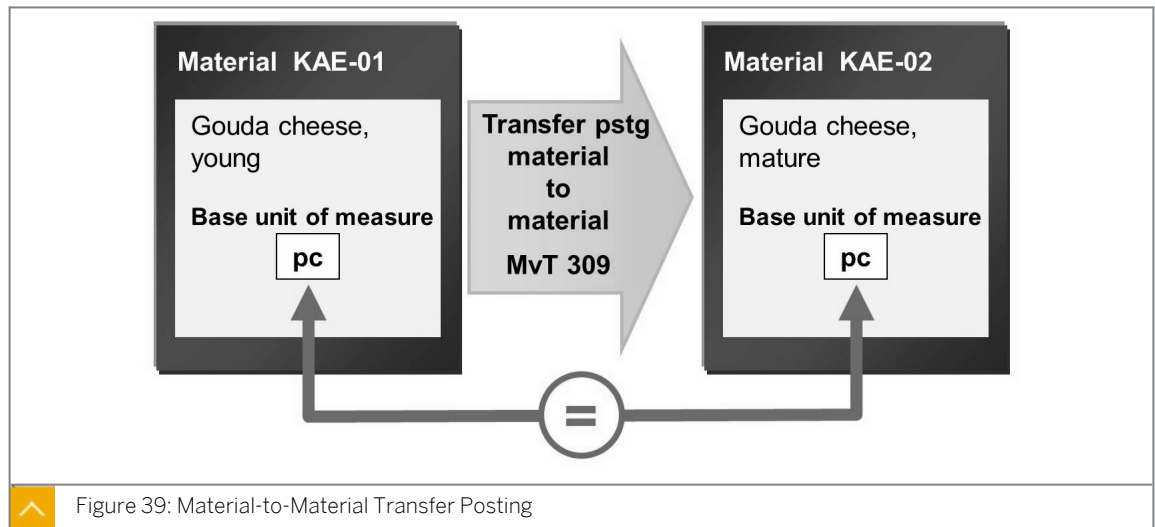 Material KAE-01
Gouda cheese,
young
Base unit of measure
pc
Transfer pstg
material
to
material
MvT 309
Material KAE-02
Gouda cheese,
mature
Base unit of measure
pc
=
Figure 39: Material-to-Material Transfer Posting